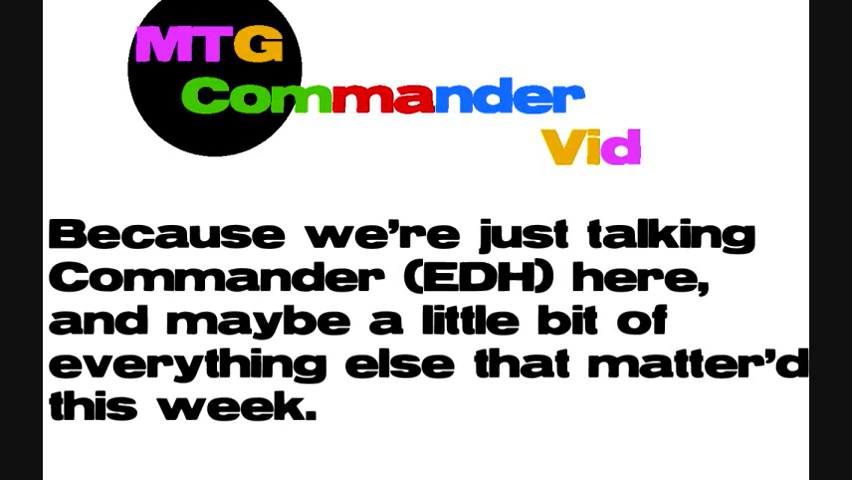 MTG
Commander
Vid
Because we're just talking
Commander (EDH) here,
and maybe a little bit of
everything else that matter'd
this week.